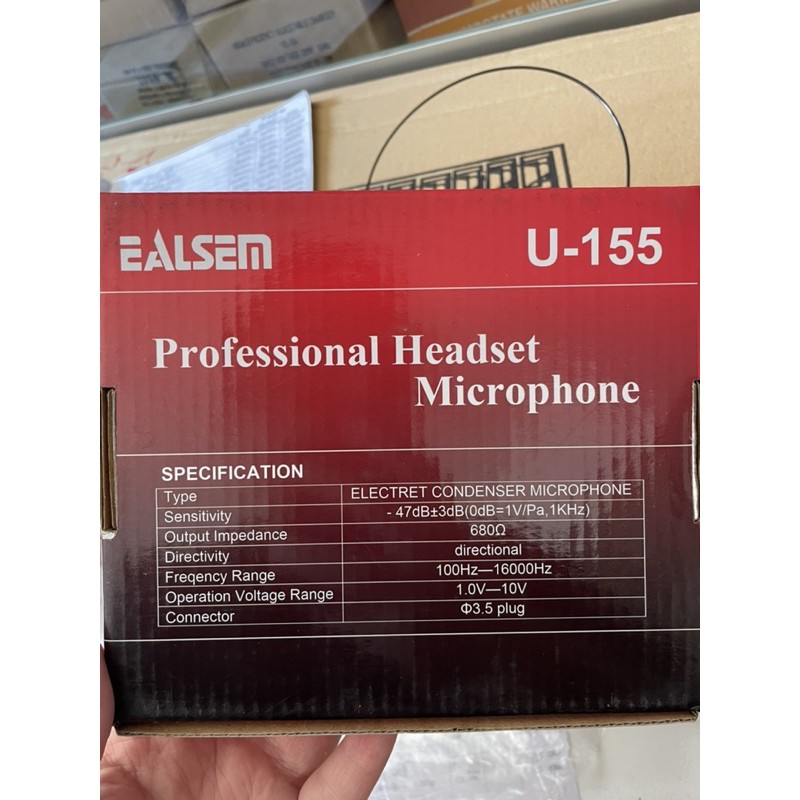 EALSEM
U-155
Professional Headset
Microphone
SPECIFICATION
Type ELECTRET CONDENSER MICROPHONE
Sensitivity - 47dB±3dB(0dB=1V/Pa,1KHz)
Output Impedance 680Ω
Directivity directional
Freqency Range 100Hz—16000Hz
Operation Voltage Range 1.0V—10V
Connector Φ3.5 plug